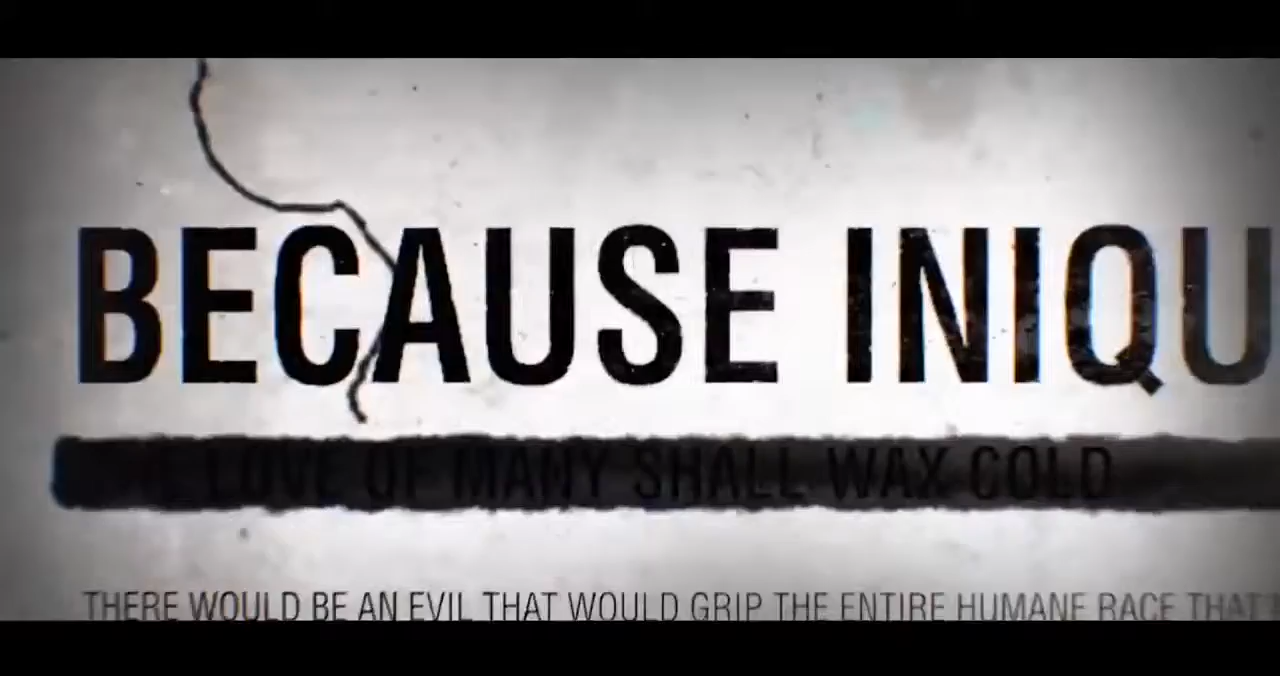 BECAUSE INIQU
LOVE OF MANY SHALL WAX COLD
THERE WOULD BE AN EVIL THAT WOULD GRIP THE ENTIRE HUMANE RACE THAT